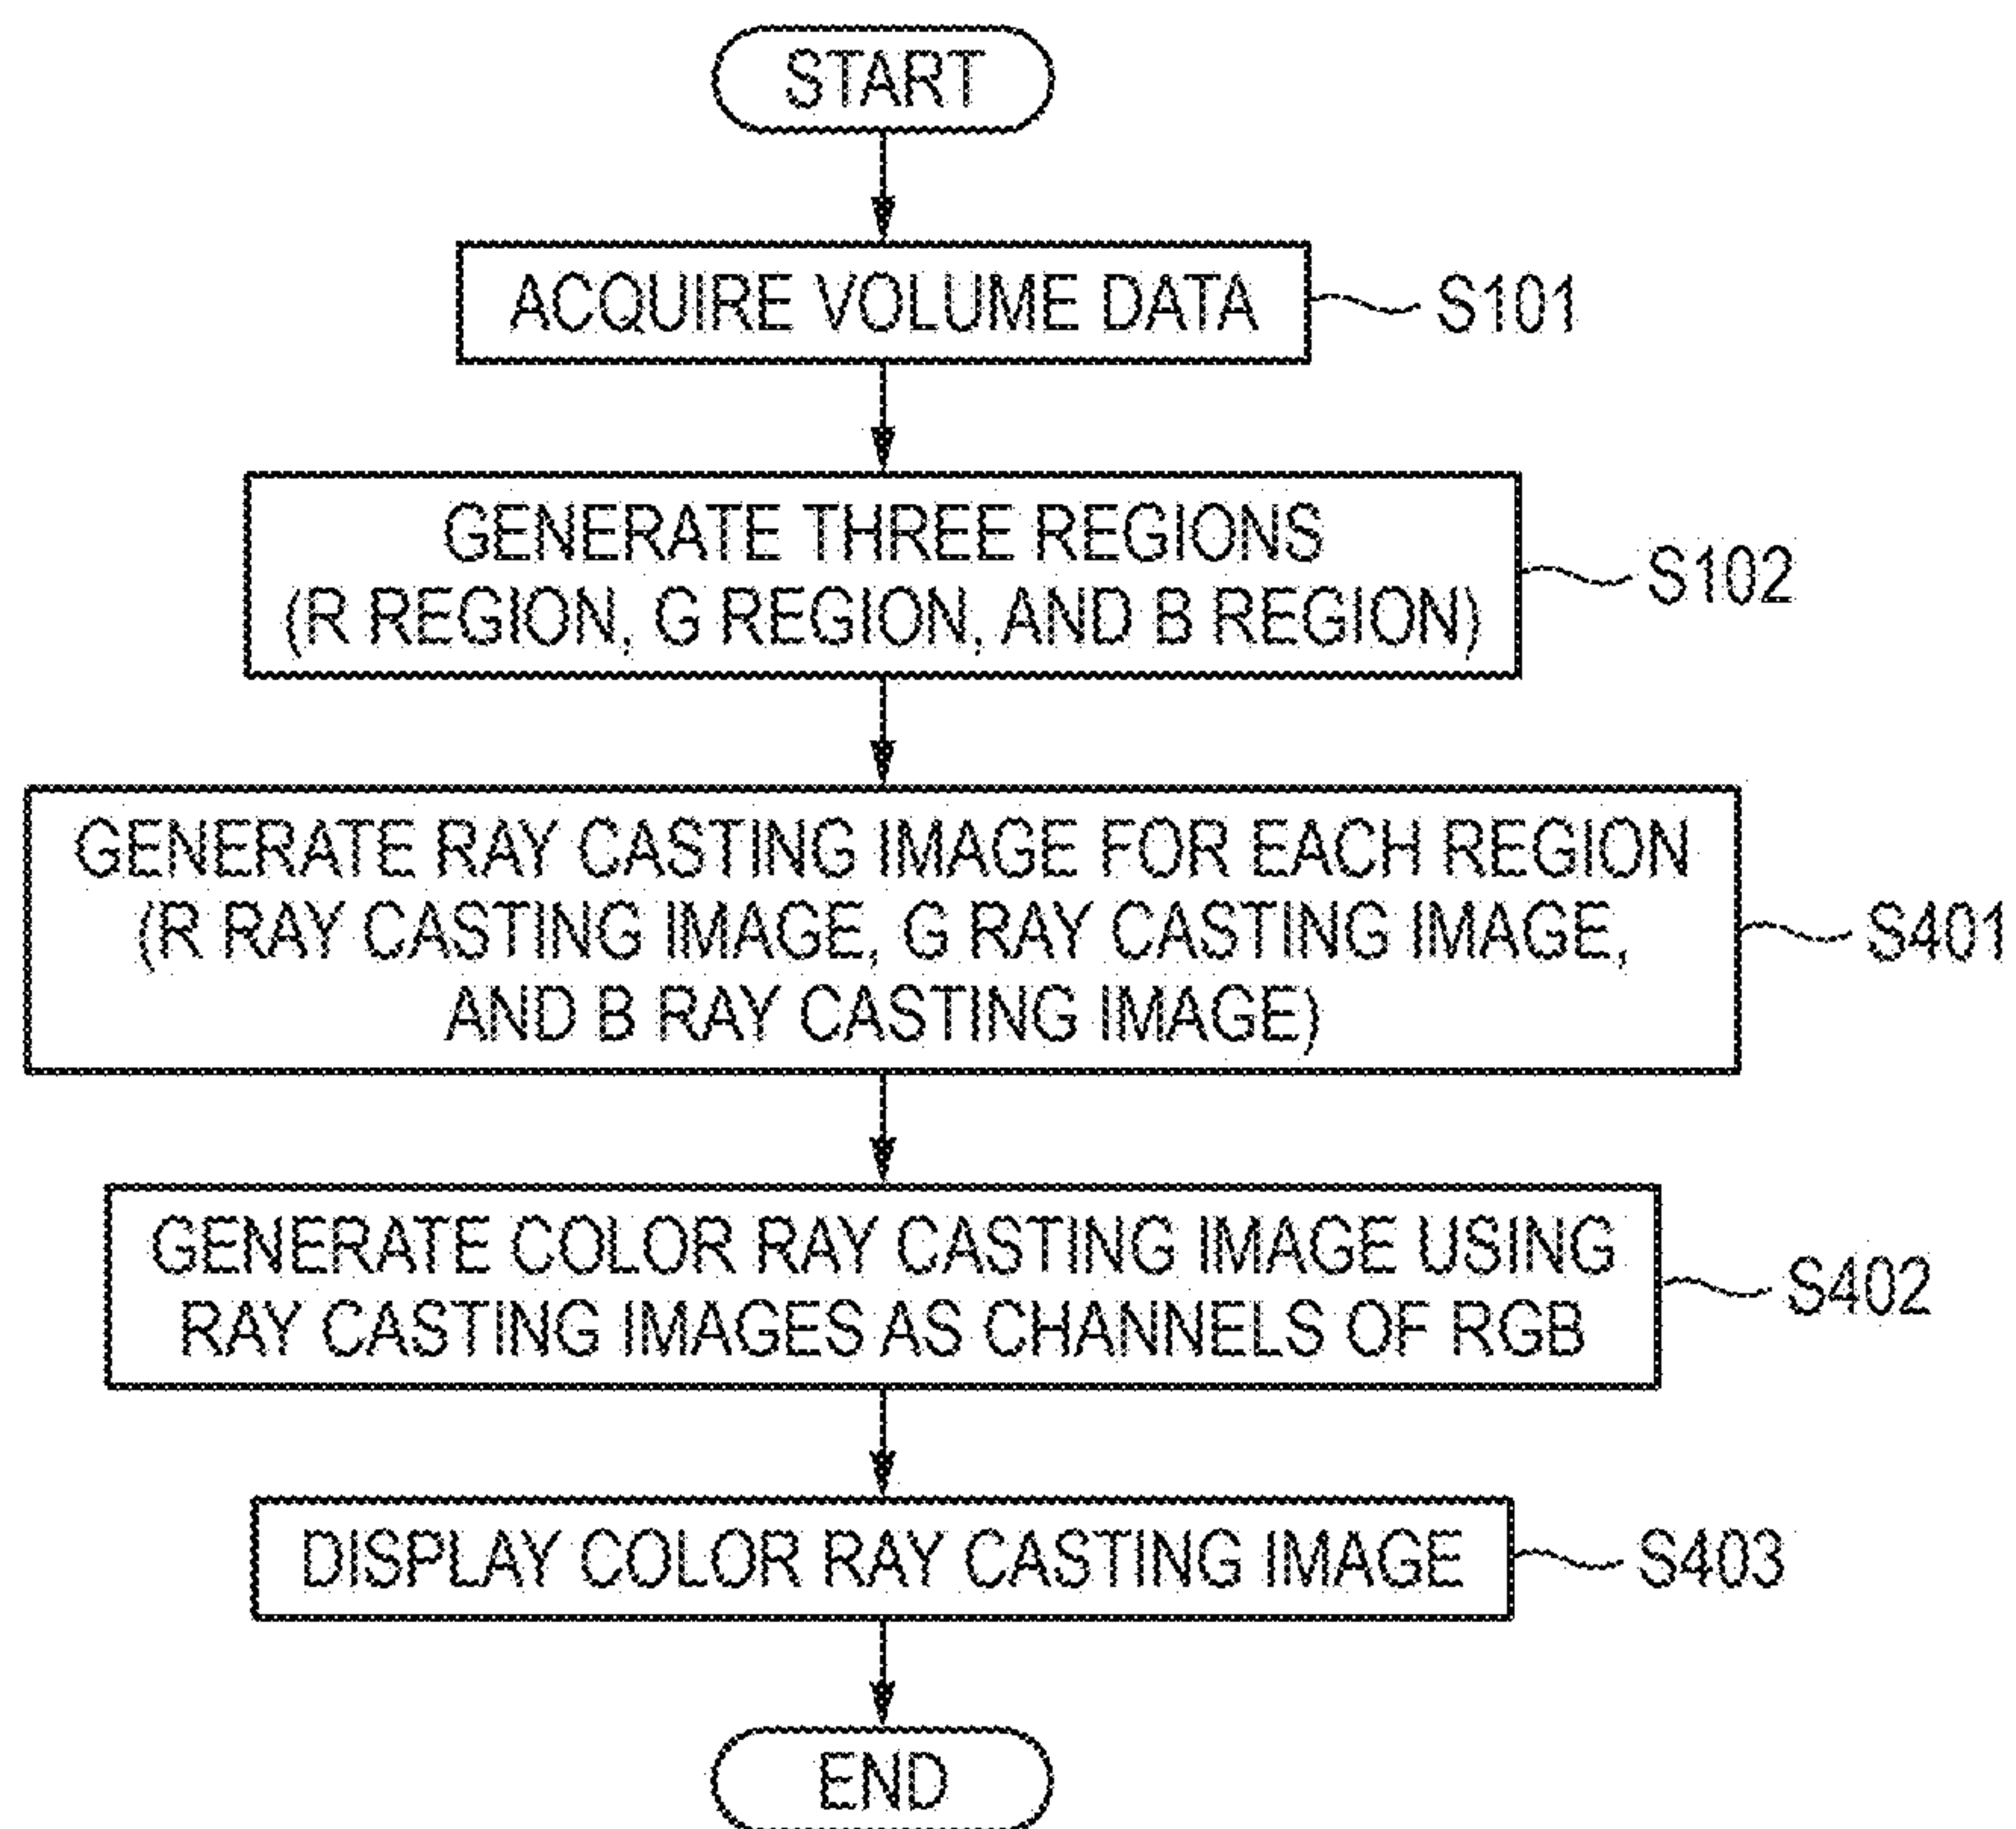 START
ACQUIRE VOLUME DATA
S101
GENERATE THREE REGIONS
(R REGION, G REGION, AND B REGION)
S102
GENERATE RAY CASTING IMAGE FOR EACH REGION
(R RAY CASTING IMAGE, G RAY CASTING IMAGE,
AND B RAY CASTING IMAGE)
S401
GENERATE COLOR RAY CASTING IMAGE USING
RAY CASTING IMAGES AS CHANNELS OF RGB
S402
DISPLAY COLOR RAY CASTING IMAGE
S403
END